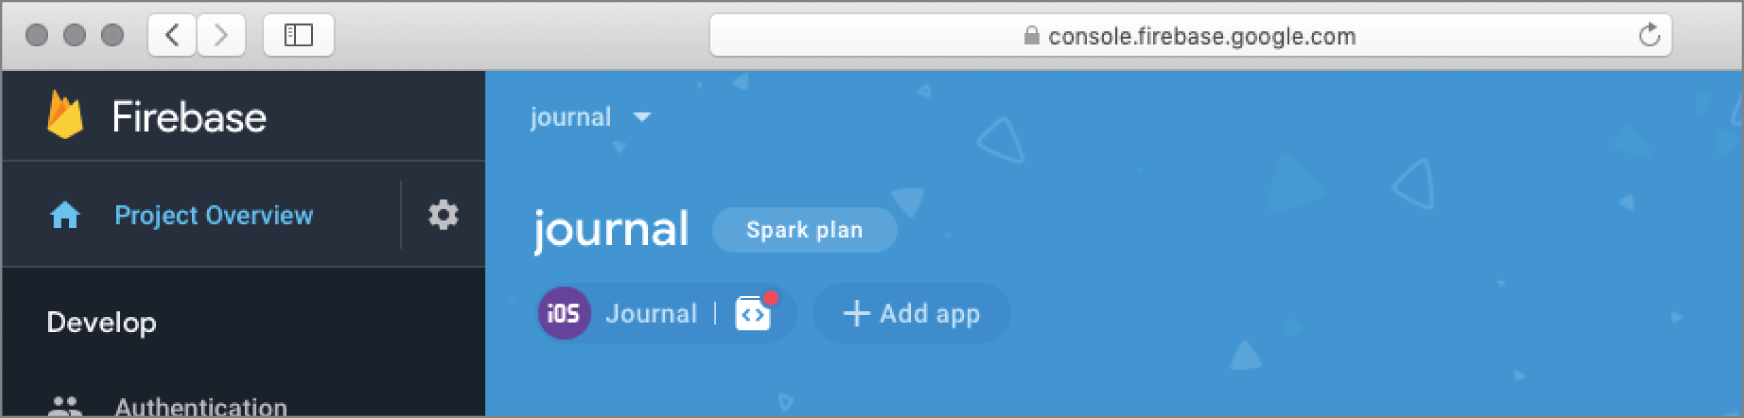 console.firebase.google.com
Firebase
journal
Project Overview
journal Spark plan
iOS Journal | + Add app
Develop
Authentication